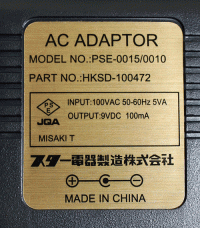 AC ADAPTOR
MODEL NO.:PSE-0015/0010
PART NO.:HKSD-100472
PSE
JQA
INPUT:100VAC 50-60Hz 5VA
OUTPUT:9VDC 100mA
MISAKI T
スター電器製造株式会社
MADE IN CHINA